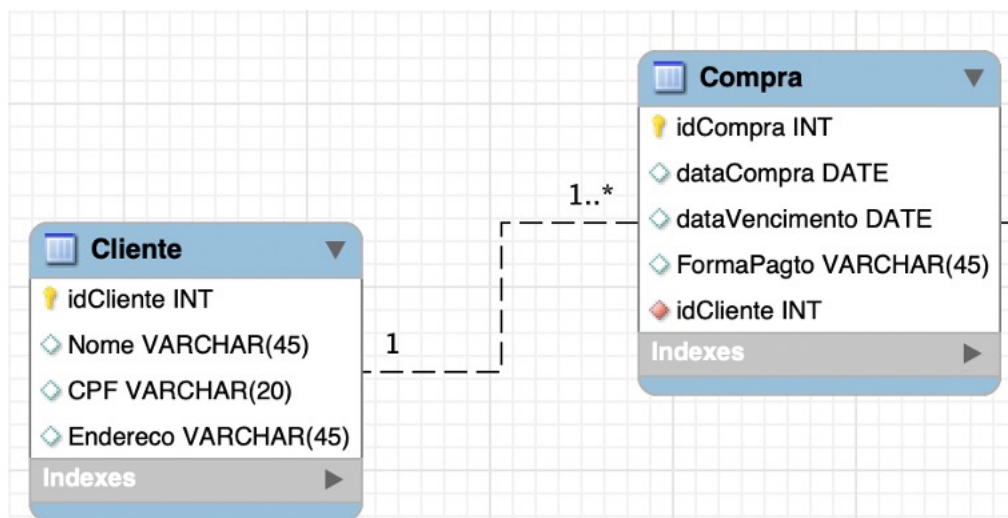 Compra
idCompra INT
dataCompra DATE
dataVencimento DATE
FormaPagto VARCHAR(45)
idCliente INT
Indexes
1..*
1
Cliente
idCliente INT
Nome VARCHAR(45)
CPF VARCHAR(20)
Endereco VARCHAR(45)
Indexes